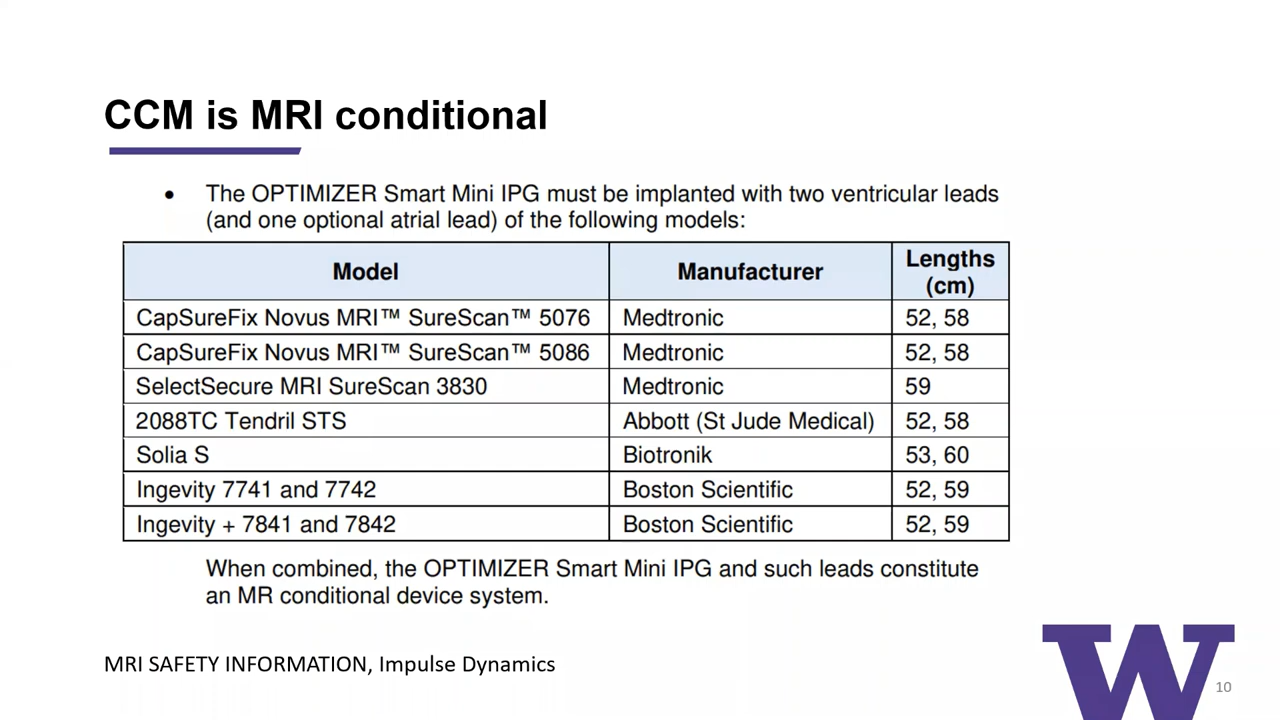 CCM is MRI conditional
• The OPTIMIZER Smart Mini IPG must be implanted with two ventricular leads
(and one optional atrial lead) of the following models:
Model Manufacturer Lengths (cm)
CapSureFix Novus MRI™ SureScan™ 5076 Medtronic 52, 58
CapSureFix Novus MRI™ SureScan™ 5086 Medtronic 52, 58
SelectSecure MRI SureScan 3830 Medtronic 59
2088TC Tendril STS Abbott (St Jude Medical) 52, 58
Solia S Biotronik 53, 60
Ingevity 7741 and 7742 Boston Scientific 52, 59
Ingevity + 7841 and 7842 Boston Scientific 52, 59
When combined, the OPTIMIZER Smart Mini IPG and such leads constitute
an MR conditional device system.
MRI SAFETY INFORMATION, Impulse Dynamics
W
10